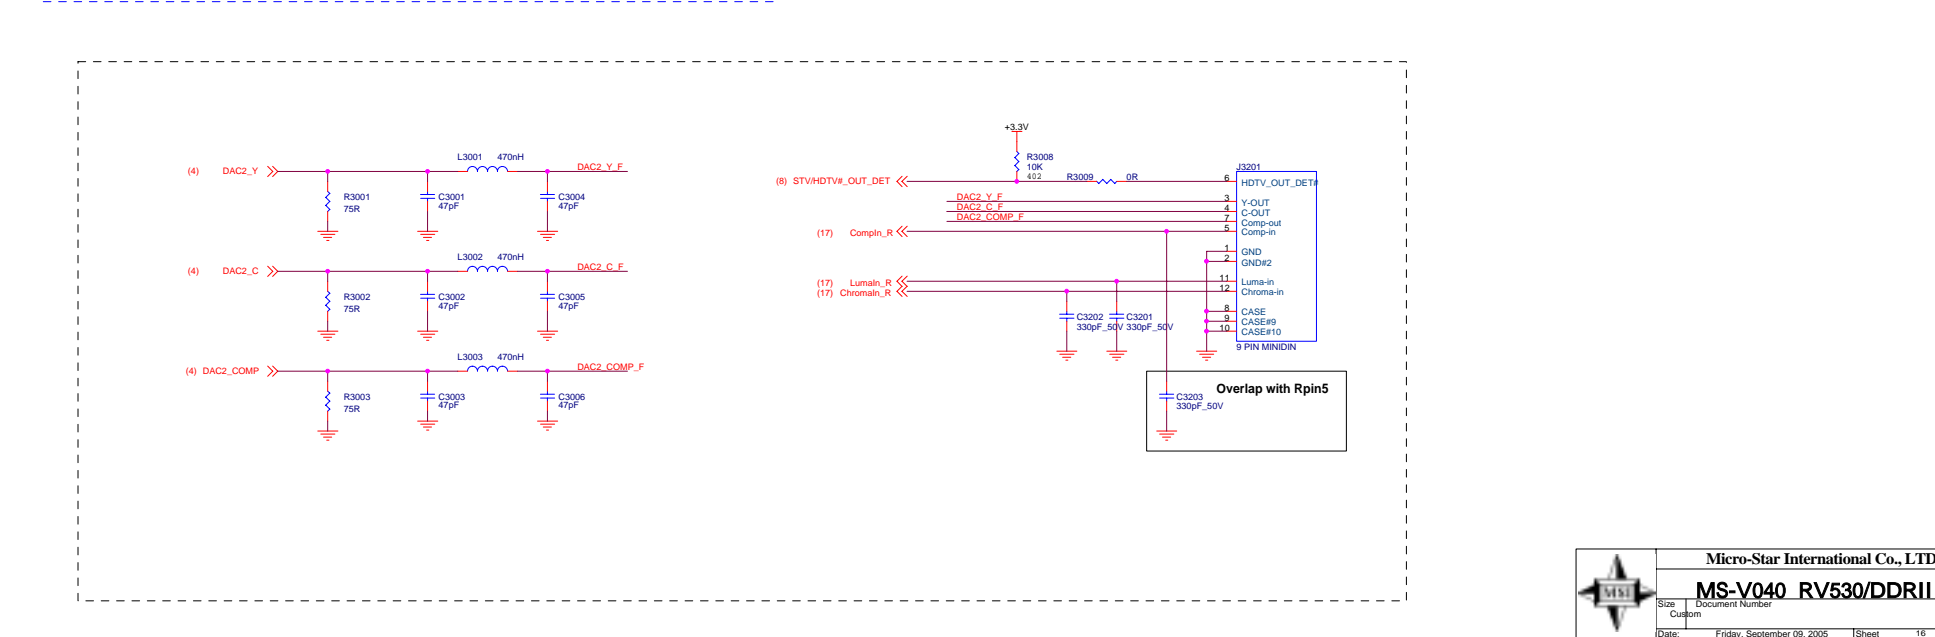 (4) DAC2_Y
L3001 470nH
DAC2_Y_F
R3001
75R
C3001
47pF
C3004
47pF
(4) DAC2_C
L3002 470nH
DAC2_C_F
R3002
75R
C3002
47pF
C3005
47pF
(4) DAC2_COMP
L3003 470nH
DAC2_COMP_F
R3003
75R
C3003
47pF
C3006
47pF
+3.3V
R3008
10K
402
(8) STV/HDTV#_OUT_DET
R3009 0R
DAC2_Y_F
DAC2_C_F
DAC2_COMP_F
(17) CompIn_R
(17) LumaIn_R
(17) ChromaIn_R
C3202
330pF_50V
C3201
330pF_50V
J3201
6 HDTV_OUT_DET#
3 Y-OUT
4 C-OUT
7 Comp-out
5 Comp-in
1 GND
2 GND#2
11 Luma-in
12 Chroma-in
8 CASE
9 CASE#9
10 CASE#10
9 PIN MINIDIN
Overlap with Rpin5
C3203
330pF_50V
MSI
Micro-Star International Co., LTD
MS-V040 RV530/DDRII
Size Document Number
Custom
Date: Friday, September 09, 2005 Sheet 16